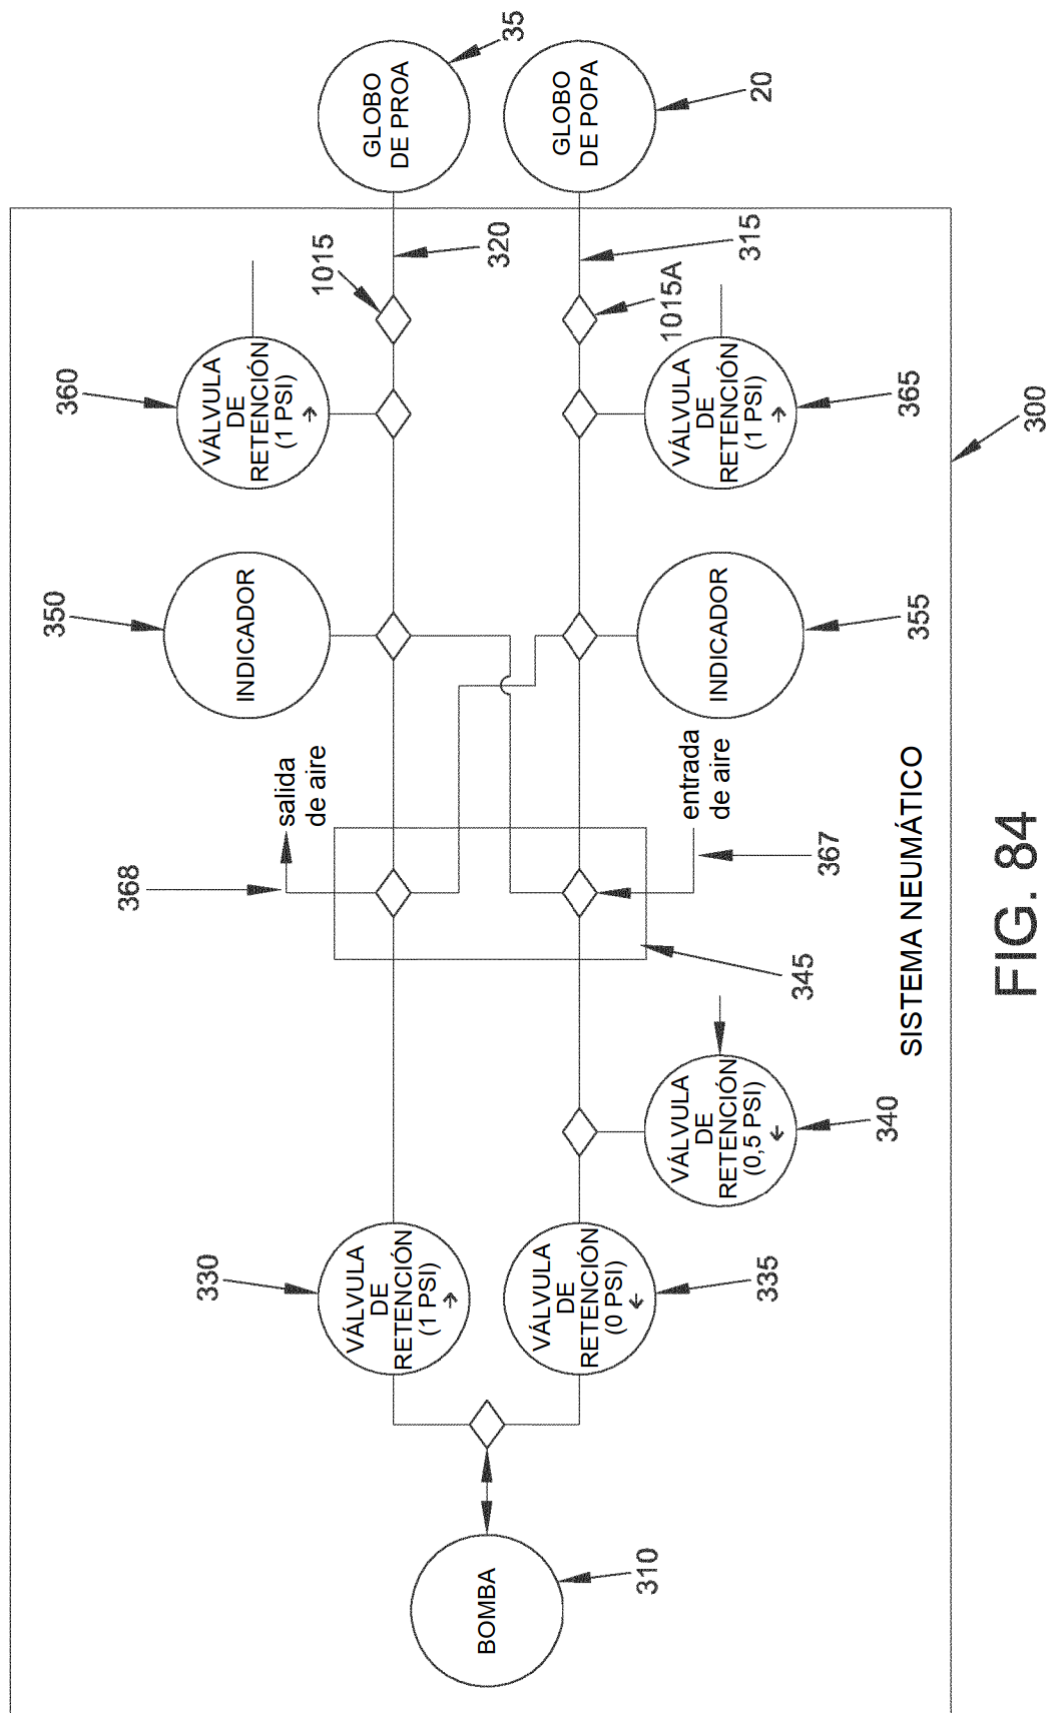 35
GLOBO
DE PROA
GLOBO
DE POPA
20
320
315
1015
1015A
360
VÁLVULA
DE
RETENCIÓN
(1 PSI)
→
VÁLVULA
DE
RETENCIÓN
(1 PSI)
→
365
300
350
INDICADOR
INDICADOR
355
salida
de aire
entrada
de aire
368
367
345
SISTEMA NEUMÁTICO
330
VÁLVULA
DE
RETENCIÓN
(1 PSI)
→
VÁLVULA
DE
RETENCIÓN
(0 PSI)
←
335
VÁLVULA
DE
RETENCIÓN
(0,5 PSI)
←
340
BOMBA
310
FIG. 84